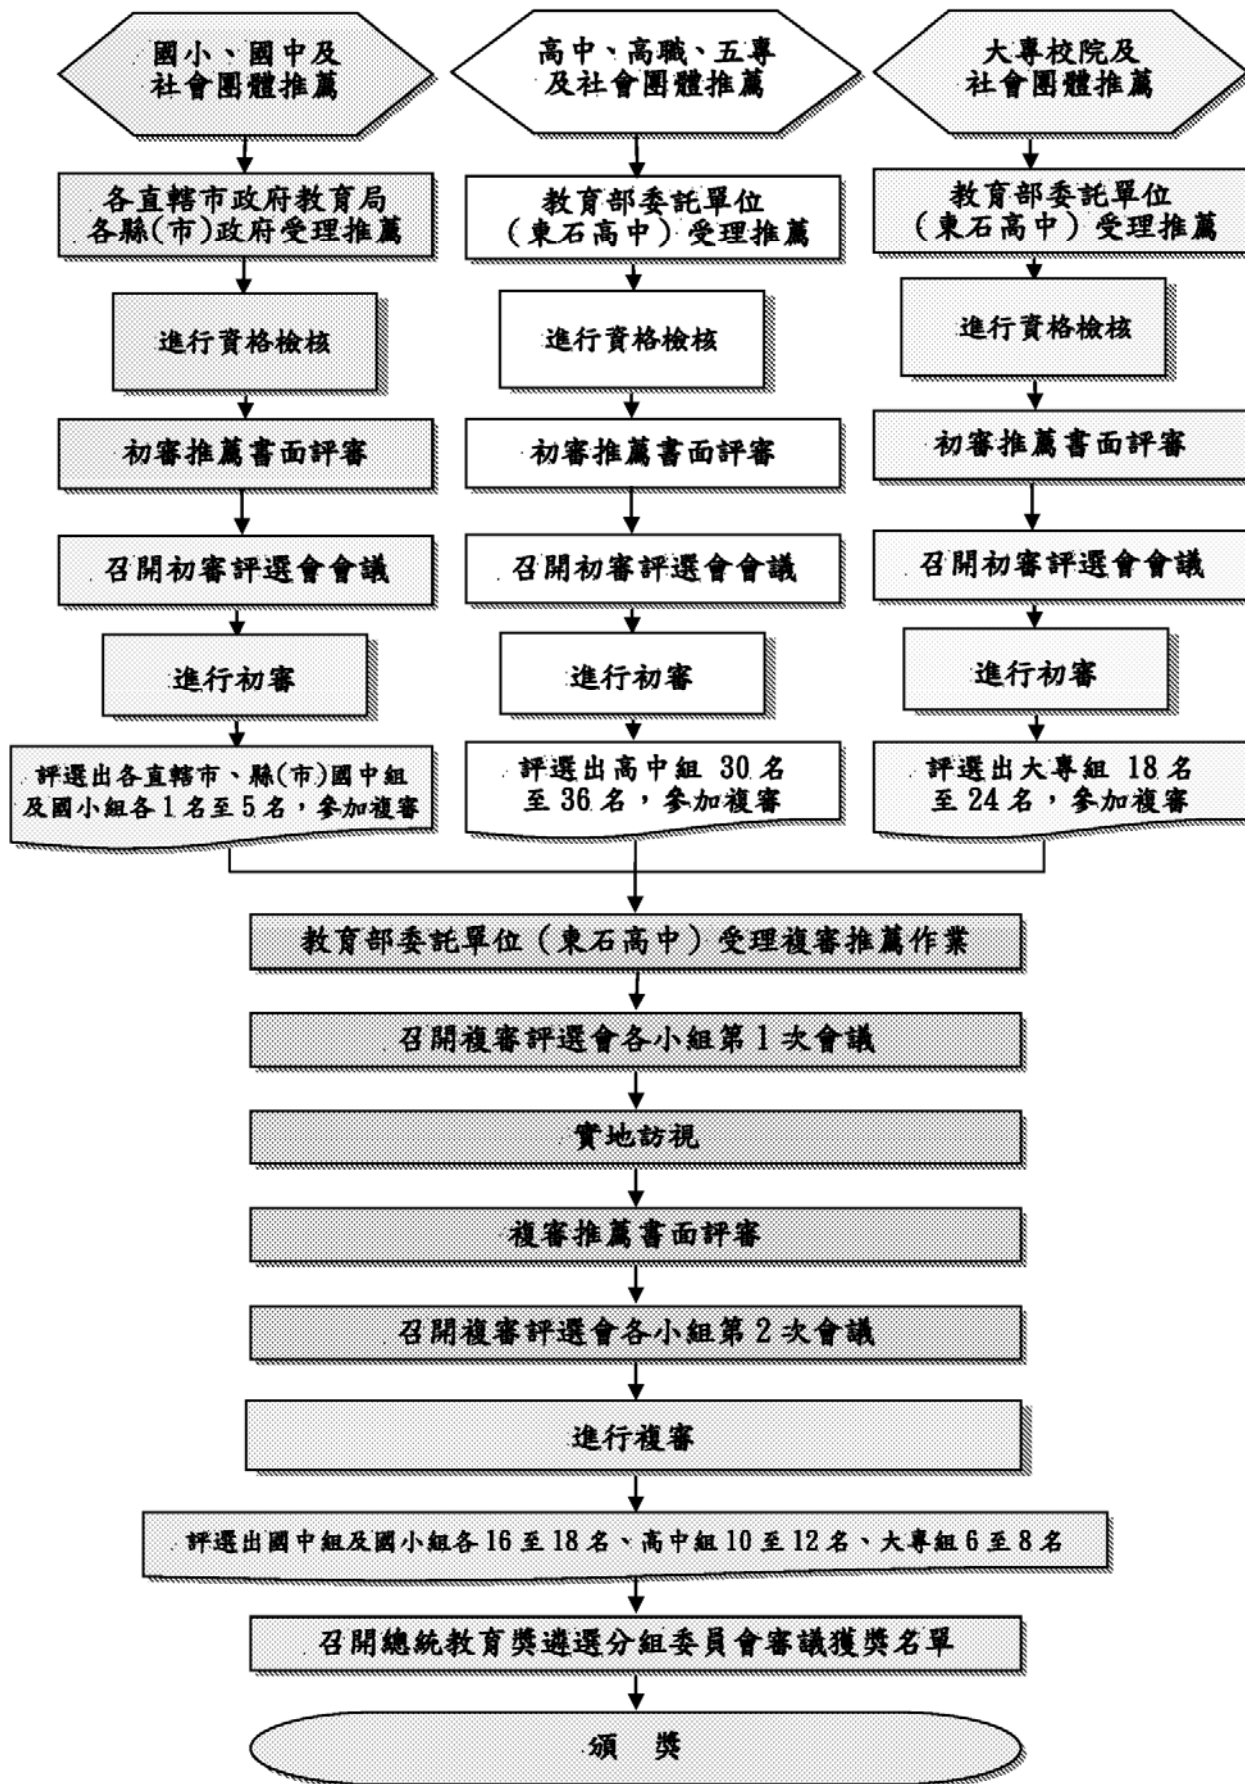 國小、國中及
社會團體推薦
各直轄市政府教育局
各縣(市)政府受理推薦
進行資格檢核
初審推薦書面評審
召開初審評選會會議
進行初審
評選出各直轄市、縣(市)國中組
及國小組各1名至5名，參加複審
高中、高職、五專
及社會團體推薦
教育部委託單位
（東石高中）受理推薦
進行資格檢核
初審推薦書面評審
召開初審評選會會議
進行初審
評選出高中組 30 名
至 36 名，參加複審
大專校院及
社會團體推薦
教育部委託單位
（東石高中）受理推薦
進行資格檢核
初審推薦書面評審
召開初審評選會會議
進行初審
評選出大專組 18 名
至 24 名，參加複審
教育部委託單位（東石高中）受理複審推薦作業
召開複審評選會各小組第 1 次會議
實地訪視
複審推薦書面評審
召開複審評選會各小組第 2 次會議
進行複審
評選出國中組及國小組各 16 至 18 名、高中組 10 至 12 名、大專組 6 至 8 名
召開總統教育獎遴選分組委員會審議獲獎名單
頒 獎